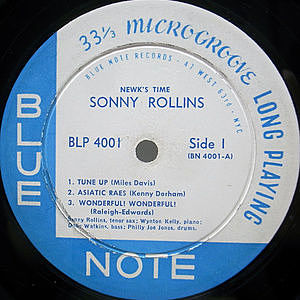 33⅓ MICROGROOVE LONG PLAYING
BLUE NOTE RECORDS · 47 WEST 63rd · NYC
NEWK'S TIME
SONNY ROLLINS
BLP 4001
Side 1
(BN 4001-A)
1. TUNE UP (Miles Davis)
2. ASIATIC RAES (Kenny Dorham)
3. WONDERFUL! WONDERFUL!
(Raleigh-Edwards)
Sonny Rollins, tenor sax; Wynton Kelly, piano;
Doug Watkins, bass; Philly Joe Jones, drums
BLUE
NOTE